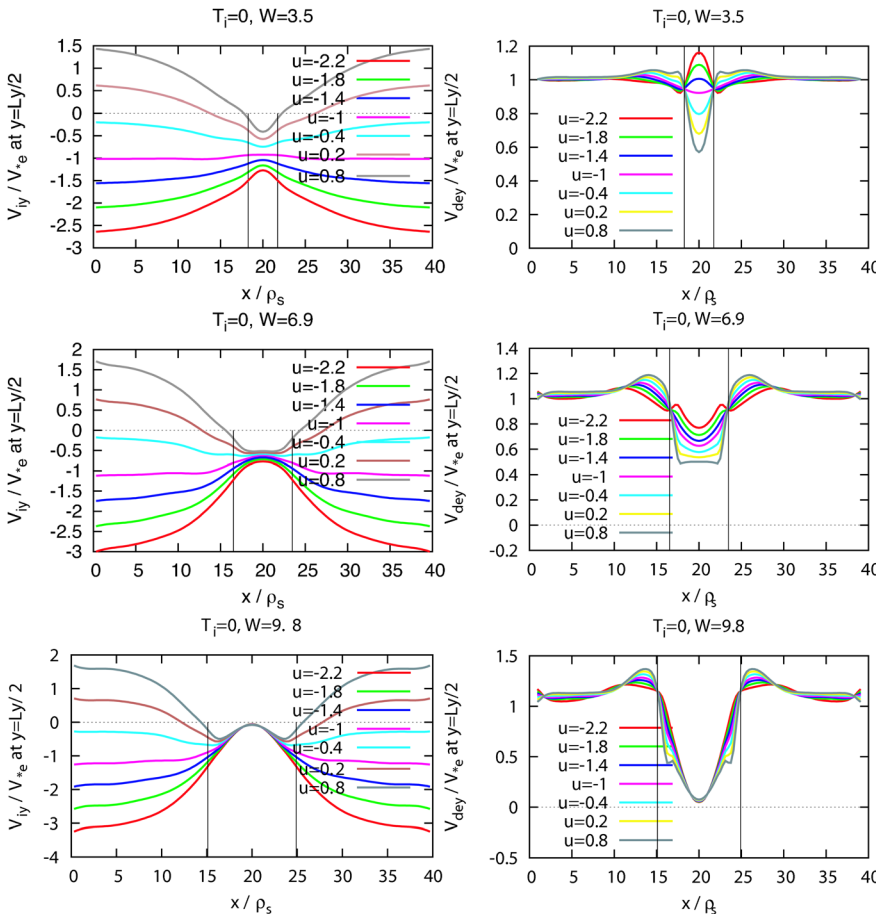 T_i=0, W=3.5
V_iy / V_*e at y=Ly/2
1.5
1
0.5
0
-0.5
-1
-1.5
-2
-2.5
-3
u=-2.2
u=-1.8
u=-1.4
u=-1
u=-0.4
u=0.2
u=0.8
0 5 10 15 20 25 30 35 40
x / ρ_s
T_i=0, W=3.5
V_dey / V_*e at y=Ly/2
1.2
1
0.8
0.6
0.4
0.2
0
u=-2.2
u=-1.8
u=-1.4
u=-1
u=-0.4
u=0.2
u=0.8
0 5 10 15 20 25 30 35 40
x / ρ_s
T_i=0, W=6.9
V_iy / V_*e at y=Ly/2
2
1.5
1
0.5
0
-0.5
-1
-1.5
-2
-2.5
-3
u=-2.2
u=-1.8
u=-1.4
u=-1
u=-0.4
u=0.2
u=0.8
0 5 10 15 20 25 30 35 40
x / ρ_s
T_i=0, W=6.9
V_dey / V_*e at y=Ly/2
1.4
1.2
1
0.8
0.6
0.4
0.2
0
-0.2
u=-2.2
u=-1.8
u=-1.4
u=-1
u=-0.4
u=0.2
u=0.8
0 5 10 15 20 25 30 35 40
x / ρ_s
T_i=0, W=9. 8
V_iy / V_*e at y=Ly/ 2
2
1
0
-1
-2
-3
-4
u=-2.2
u=-1.8
u=-1.4
u=-1
u=-0.4
u=0.2
u=0.8
0 5 10 15 20 25 30 35 40
x / ρ_s
T_i=0, W=9.8
V_dey / V_*e at y=Ly/2
1.5
1
0.5
0
-0.5
u=-2.2
u=-1.8
u=-1.4
u=-1
u=-0.4
u=0.2
u=0.8
0 5 10 15 20 25 30 35 40
x / ρ_s